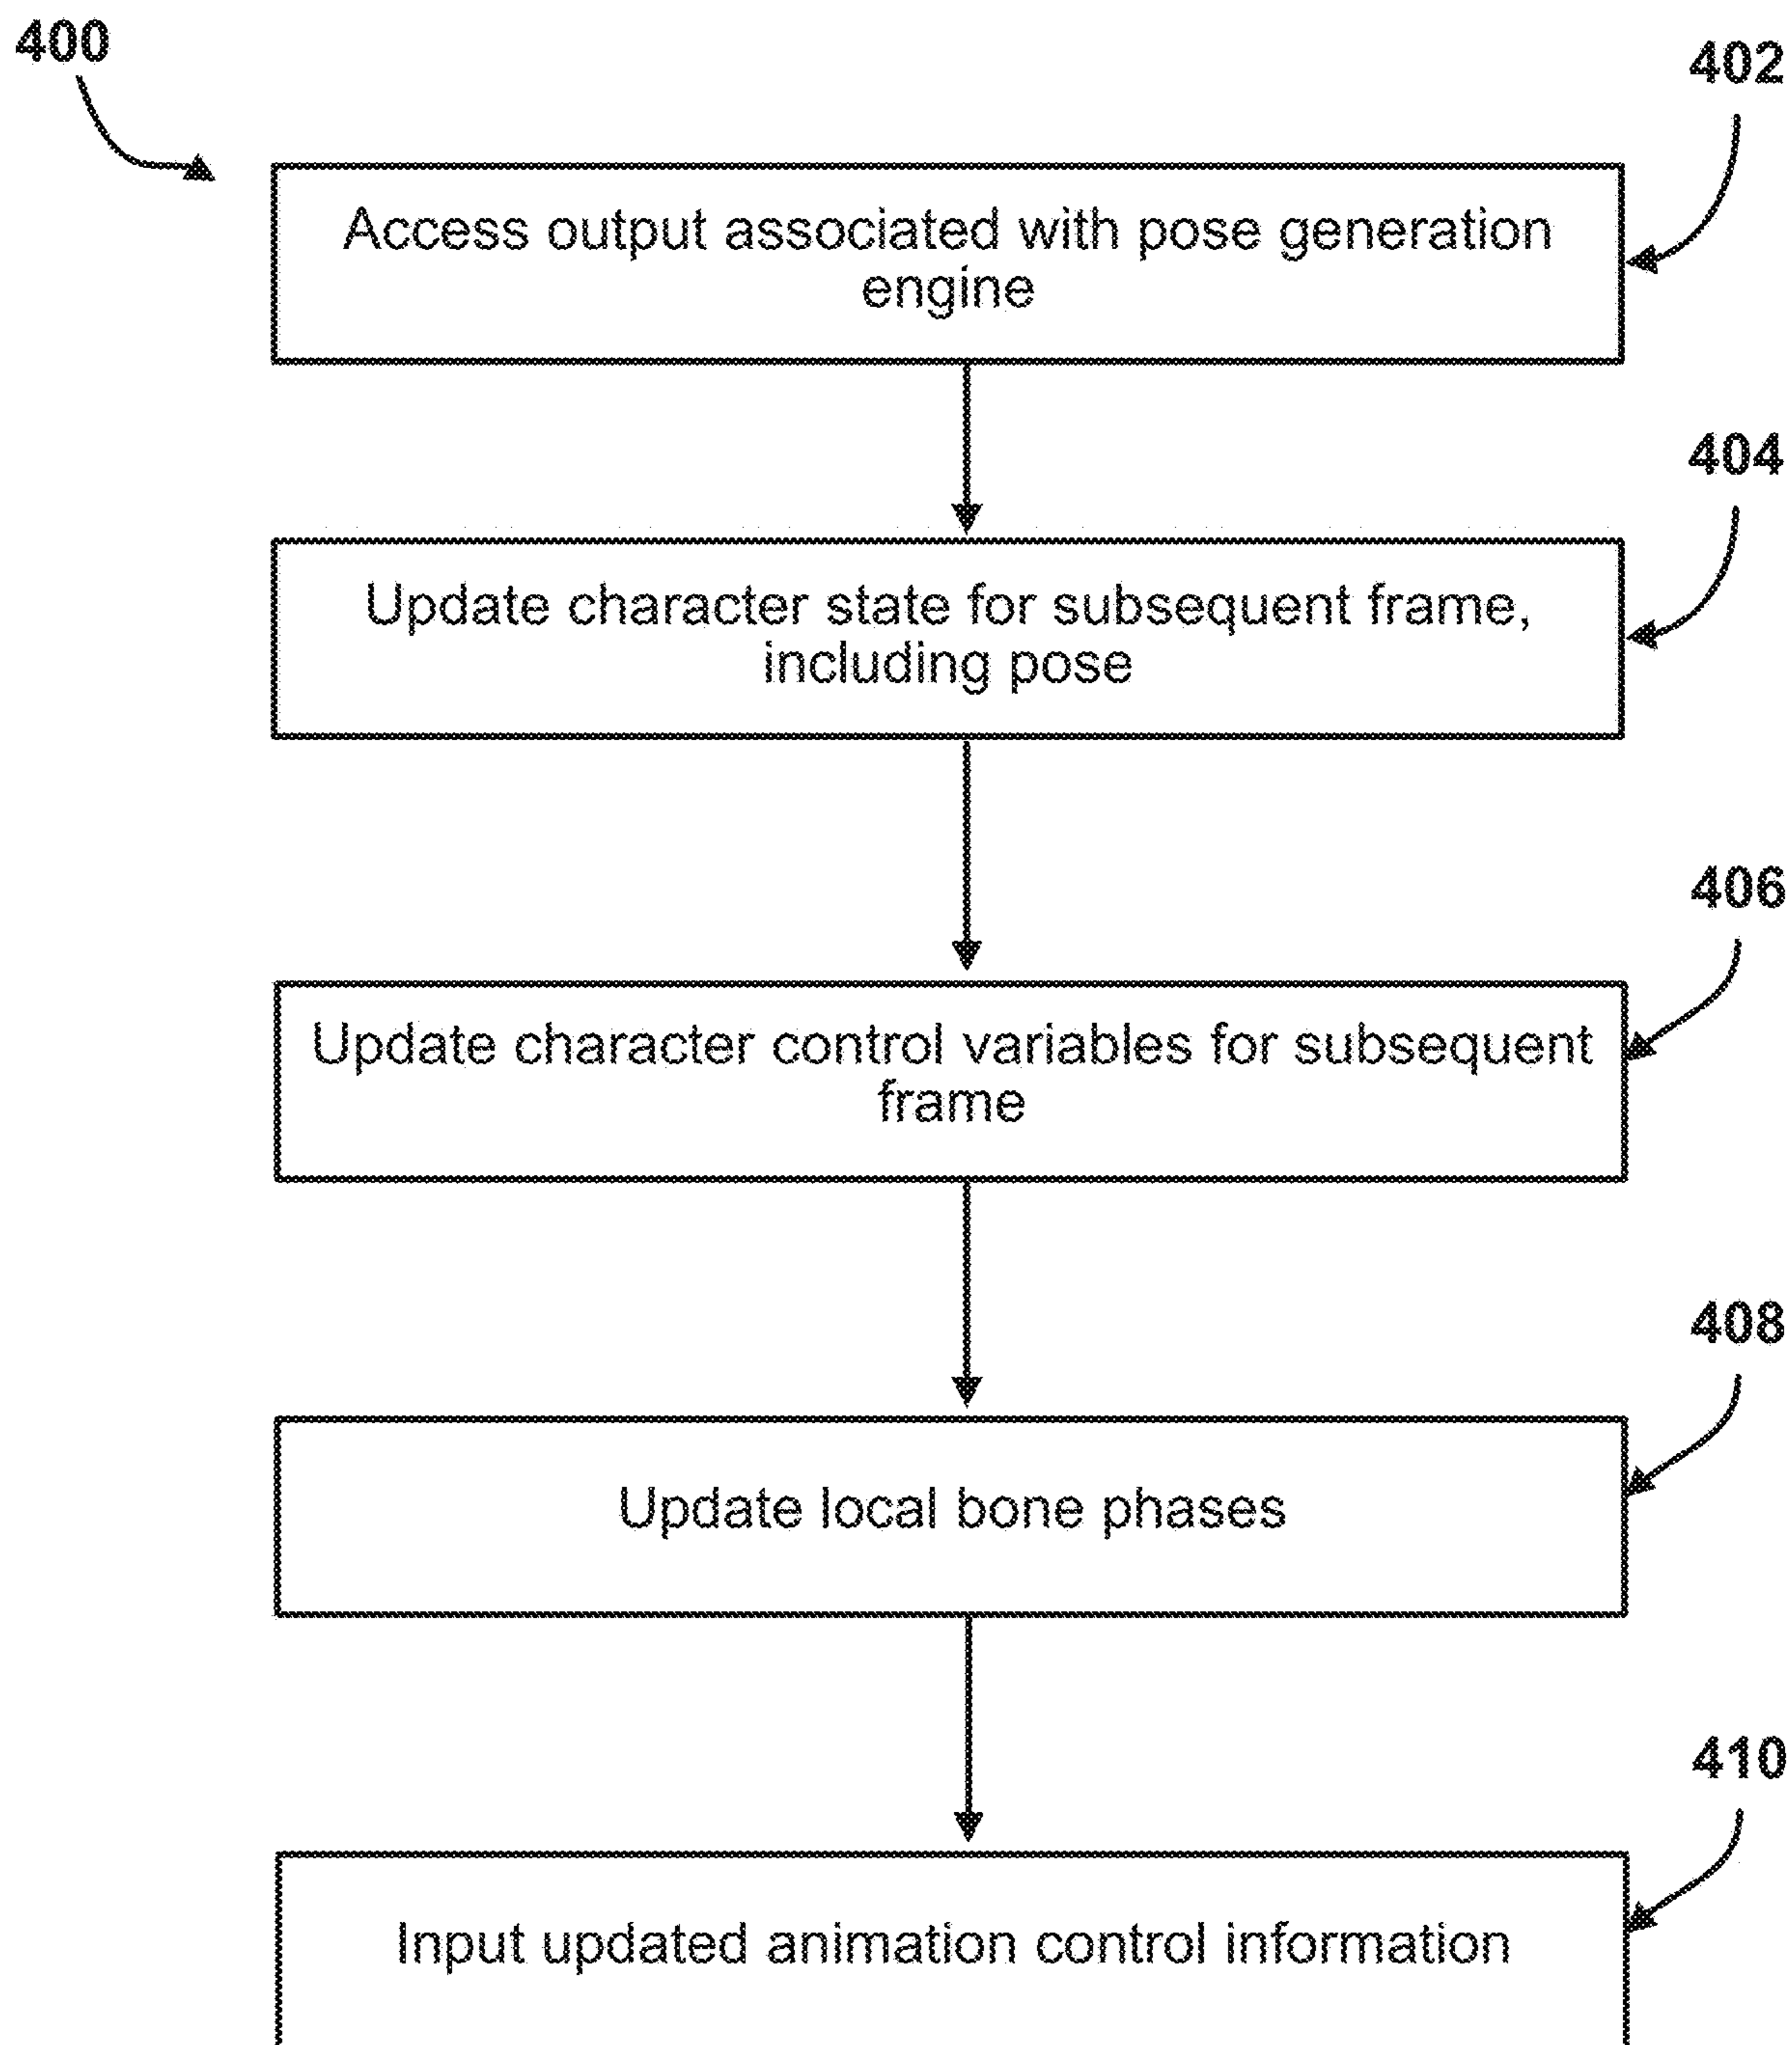 400
402
Access output associated with pose generation
engine
404
Update character state for subsequent frame,
including pose
406
Update character control variables for subsequent
frame
408
Update local bone phases
410
Input updated animation control information